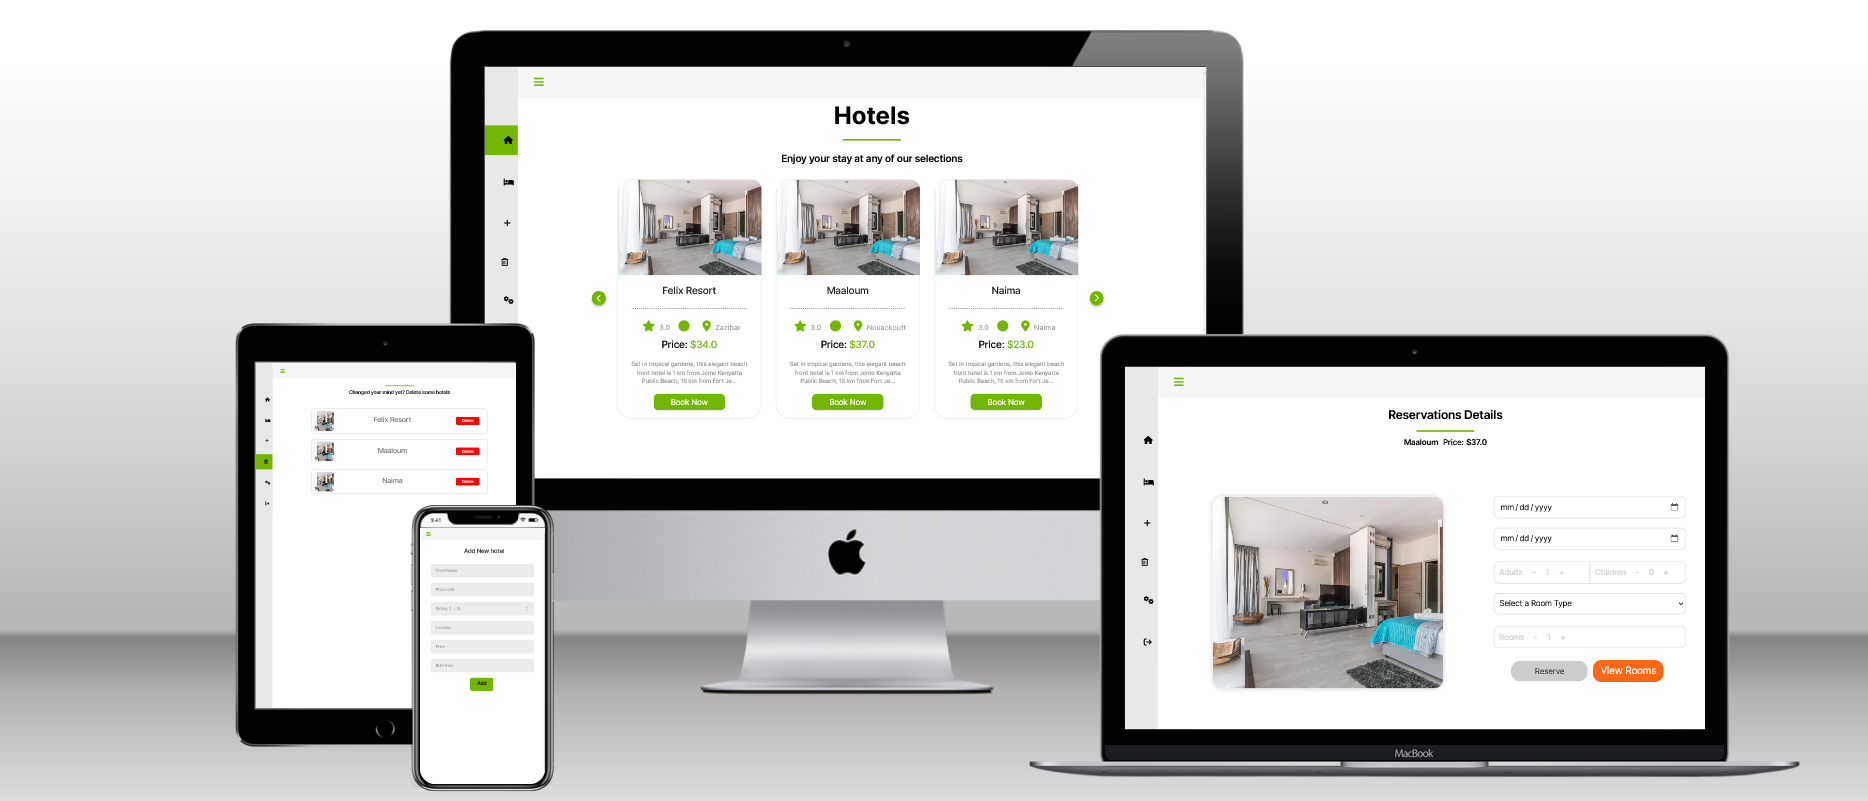 Hotels
Enjoy your stay at any of our selections
Felix Resort
3.0 Zazibar
Price: $34.0
Set in tropical gardens, this elegant beach
front hotel is 1 km from Jomo Kenyatta
Public Beach, 15 km from Fort Je...
Book Now
Maaloum
3.0 Nouackoutt
Price: $37.0
Set in tropical gardens, this elegant beach
front hotel is 1 km from Jomo Kenyatta
Public Beach, 15 km from Fort Je...
Book Now
Naima
3.0 Naima
Price: $23.0
Set in tropical gardens, this elegant beach
front hotel is 1 km from Jomo Kenyatta
Public Beach, 15 km from Fort Je...
Book Now
Changed your mind yet? Delete some hotels
Felix Resort Delete
Maaloum Delete
Naima Delete
9:41
Add New hotel
Location
Price
Add
Reservations Details
Maaloum Price: $37.0
mm/dd/yyyy
mm/dd/yyyy
Adults - 1 + Children - 0 +
Select a Room Type
Rooms - 1 +
Reserve View Rooms
MacBook